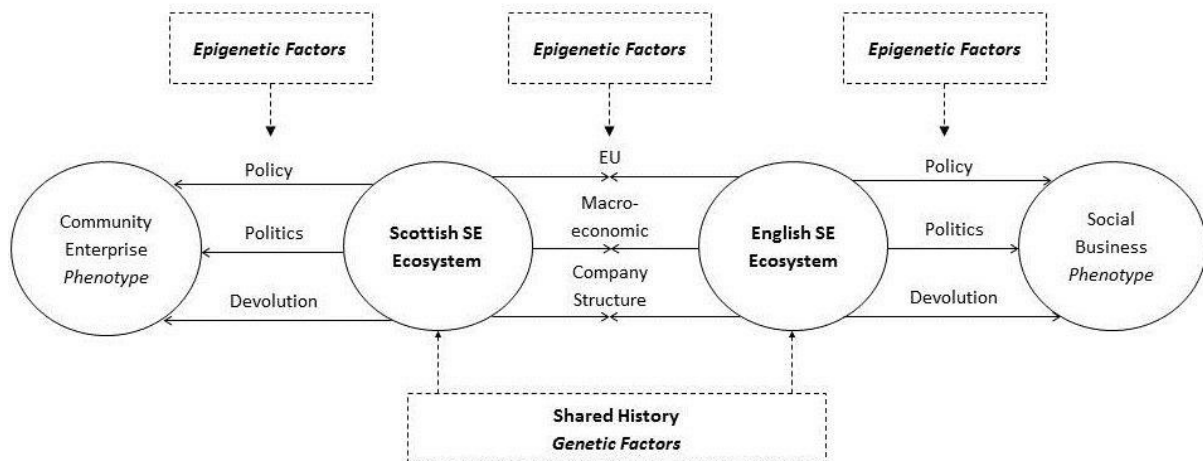 Epigenetic Factors
Epigenetic Factors
Epigenetic Factors
Community
Enterprise
Phenotype
Policy
Politics
Devolution
Scottish SE
Ecosystem
EU
Macro-
economic
Company
Structure
English SE
Ecosystem
Policy
Politics
Devolution
Social
Business
Phenotype
Shared History
Genetic Factors